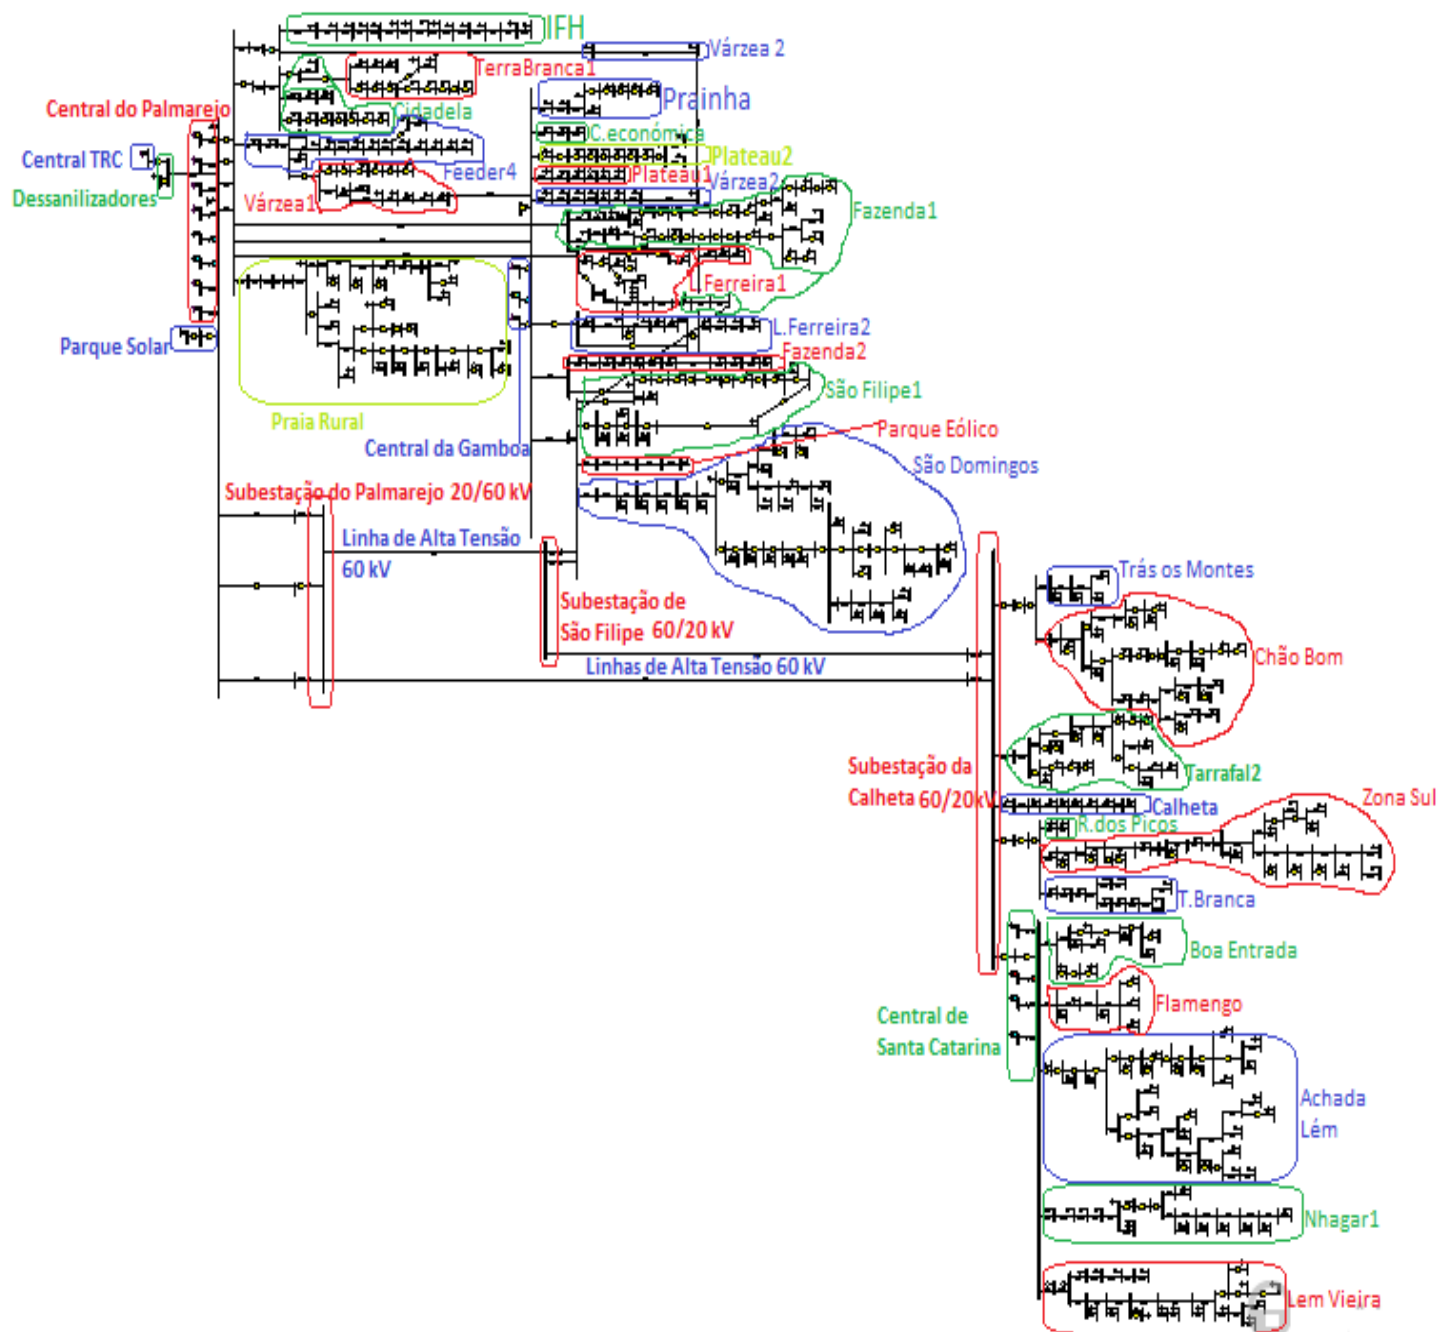 IFH
Várzea 2
TerraBranca1
Central do Palmarejo
Prainha
Cidadela
C.económica
Central TRC
Feeder4
Plateau2
Plateau1
Várzea2
Dessanilizadores
Várzea1
Fazenda1
L.Ferreira1
L.Ferreira2
Parque Solar
Fazenda2
São Filipe1
Praia Rural
Parque Eólico
Central da Gamboa
São Domingos
Subestação do Palmarejo 20/60 kV
Linha de Alta Tensão
60 kV
Trás os Montes
Subestação de
São Filipe 60/20 kV
Linhas de Alta Tensão 60 kV
Chão Bom
Subestação da
Calheta 60/20kV
Tarrafal2
Zona Sul
Calheta
R.dos Picos
T.Branca
Boa Entrada
Flamengo
Central de
Santa Catarina
Achada
Lém
Nhagar1
Lem Vieira